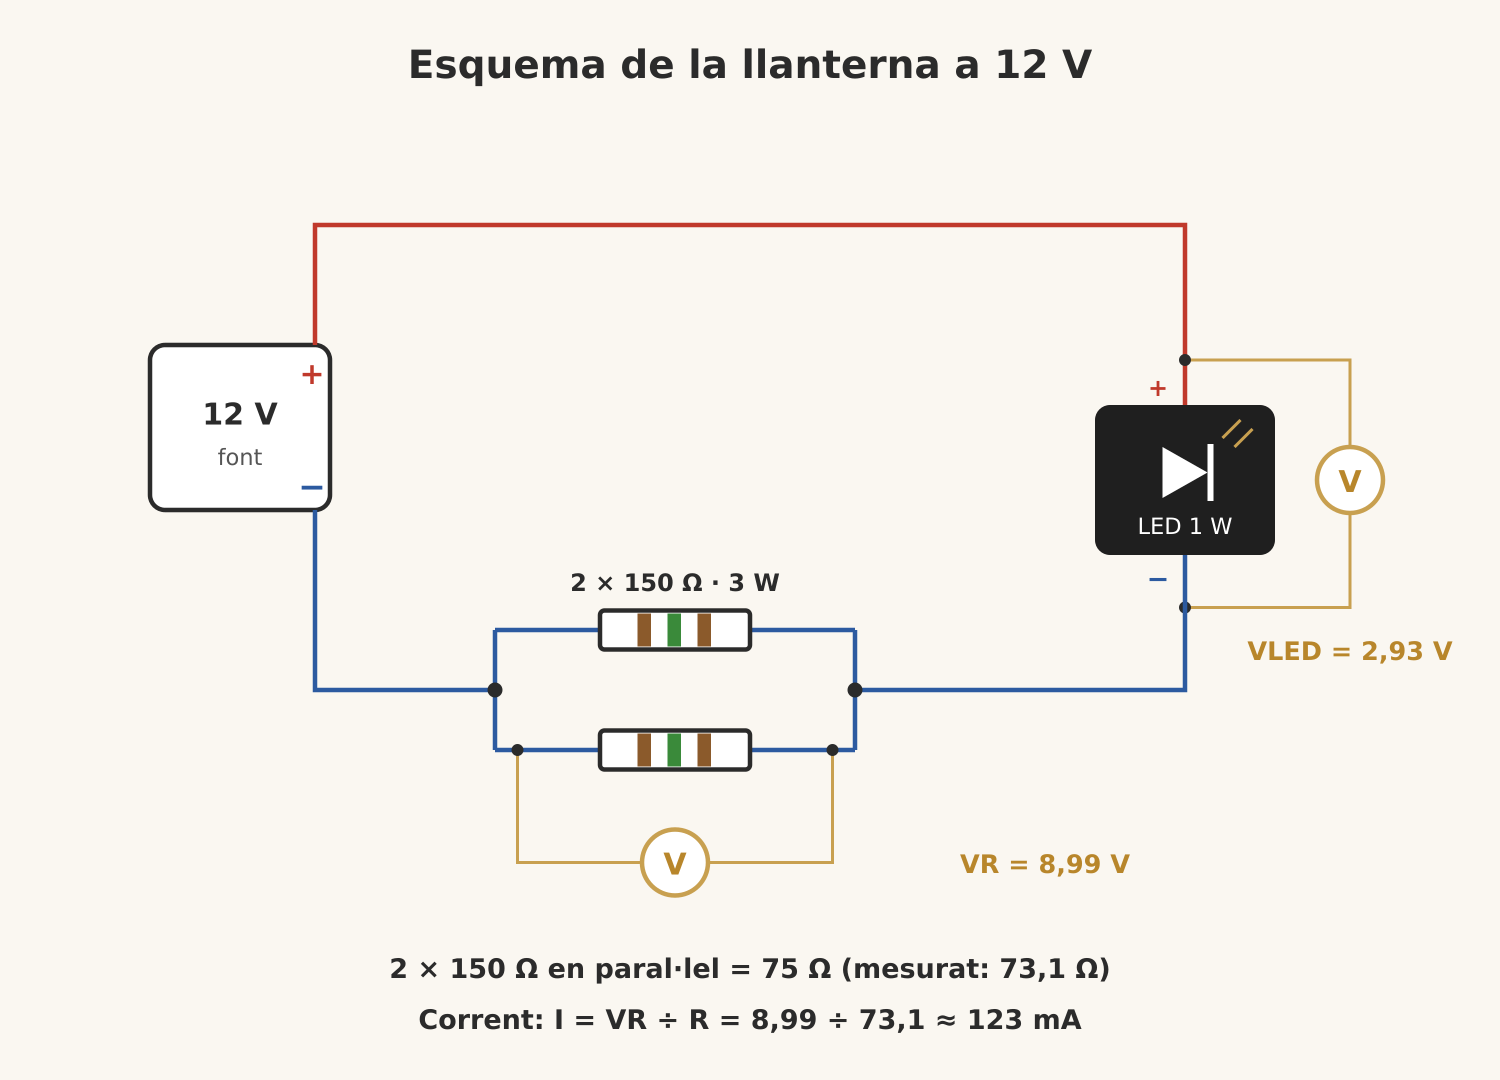 Esquema de la llanterna a 12 V
+
12 V
font
−
+
LED 1 W
−
V
VLED = 2,93 V
2 × 150 Ω · 3 W
V
VR = 8,99 V
2 × 150 Ω en paral·lel = 75 Ω (mesurat: 73,1 Ω)
Corrent: I = VR ÷ R = 8,99 ÷ 73,1 ≈ 123 mA